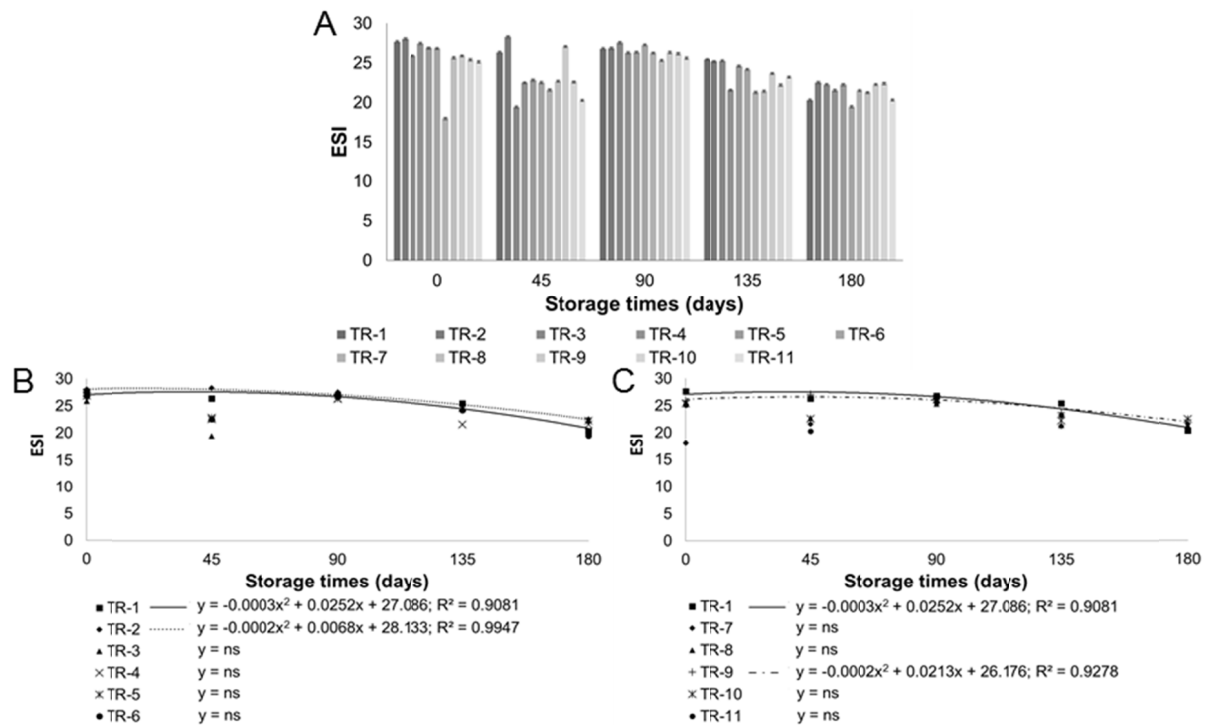 A
30
25
20
15
10
5
0
ESI
0 45 90 135 180
Storage times (days)
TR-1 TR-2 TR-3 TR-4 TR-5 TR-6
TR-7 TR-8 TR-9 TR-10 TR-11
B
30
25
20
15
10
5
0
ESI
0 45 90 135 180
Storage times (days)
TR-1 y = -0.0003x² + 0.0252x + 27.086; R² = 0.9081
TR-2 y = -0.0002x² + 0.0068x + 28.133; R² = 0.9947
TR-3 y = ns
TR-4 y = ns
TR-5 y = ns
TR-6 y = ns
C
30
25
20
15
10
5
0
ESI
0 45 90 135 180
Storage times (days)
TR-1 y = -0.0003x² + 0.0252x + 27.086; R² = 0.9081
TR-7 y = ns
TR-8 y = ns
TR-9 y = -0.0002x² + 0.0213x + 26.176; R² = 0.9278
TR-10 y = ns
TR-11 y = ns